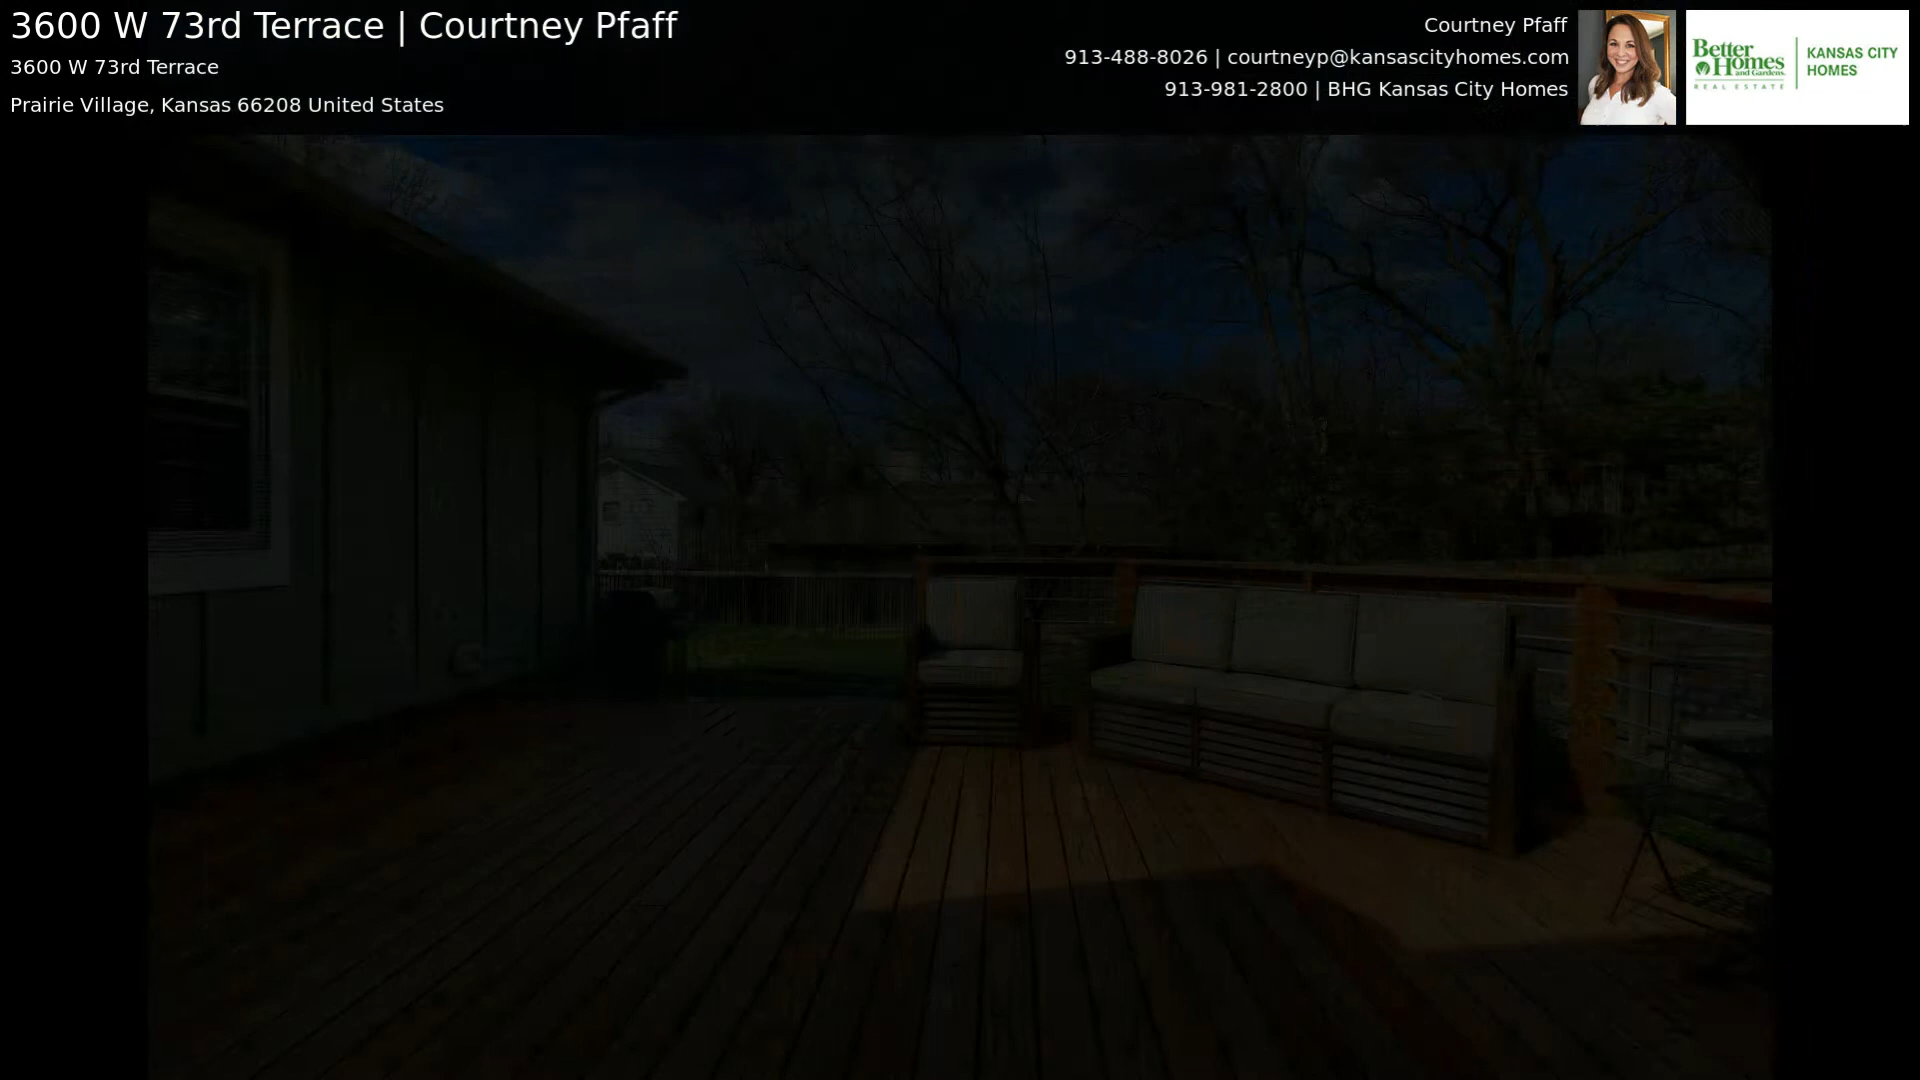 3600 W 73rd Terrace | Courtney Pfaff
3600 W 73rd Terrace
Prairie Village, Kansas 66208 United States
Courtney Pfaff
913-488-8026 | courtneyp@kansascityhomes.com
913-981-2800 | BHG Kansas City Homes
Better Homes and Gardens
REAL ESTATE
KANSAS CITY
HOMES